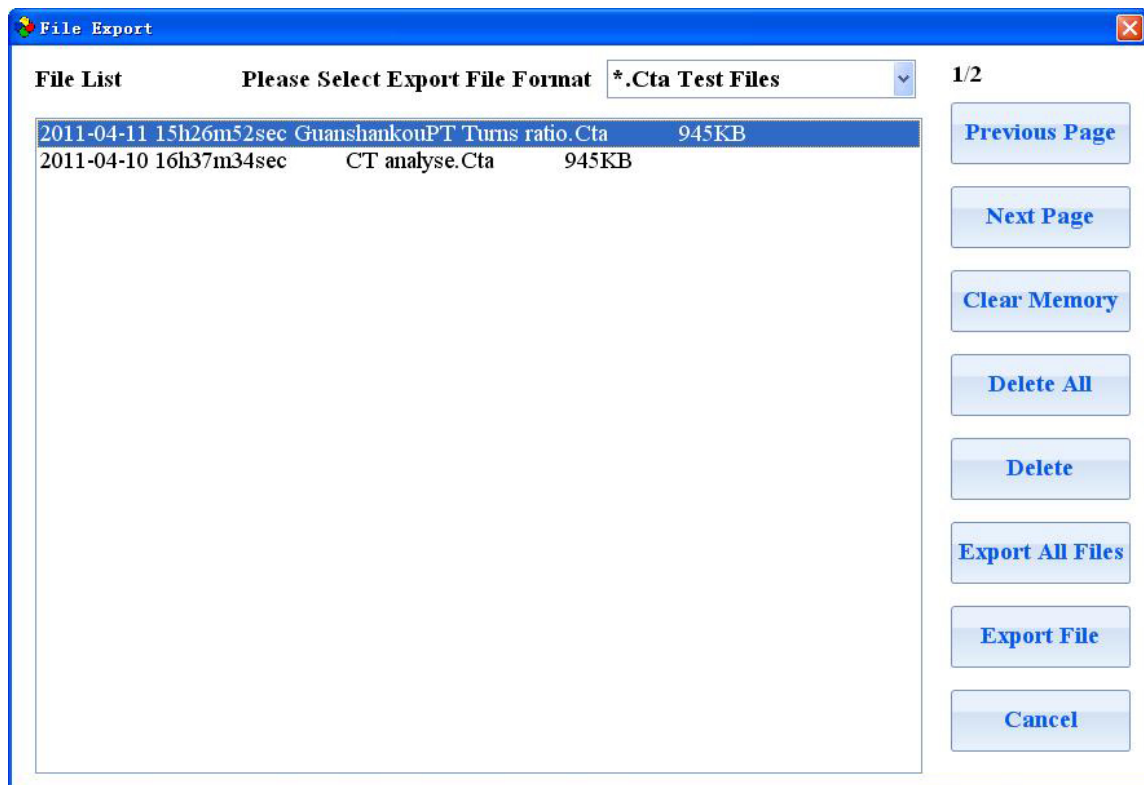 File Export
File List Please Select Export File Format *.Cta Test Files 1/2
2011-04-11 15h26m52sec GuanshankouPT Turns ratio.Cta 945KB
2011-04-10 16h37m34sec CT analyse.Cta 945KB
Previous Page
Next Page
Clear Memory
Delete All
Delete
Export All Files
Export File
Cancel